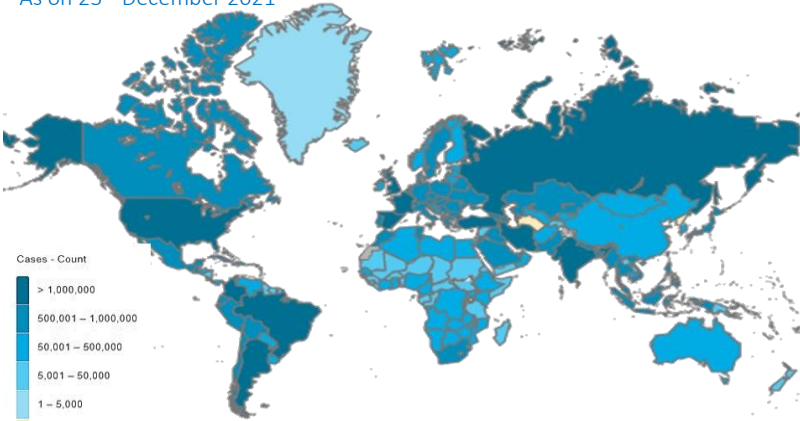 As on December 2021
Cases - Count
> 1,000,000
500,001 – 1,000,000
50,001 – 500,000
5,001 – 50,000
1 – 5,000